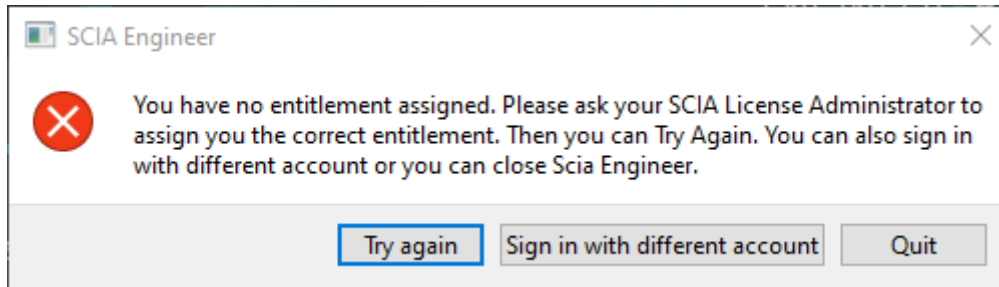 SCIA Engineer
You have no entitlement assigned. Please ask your SCIA License Administrator to
assign you the correct entitlement. Then you can Try Again. You can also sign in
with different account or you can close Scia Engineer.
Try again
Sign in with different account
Quit